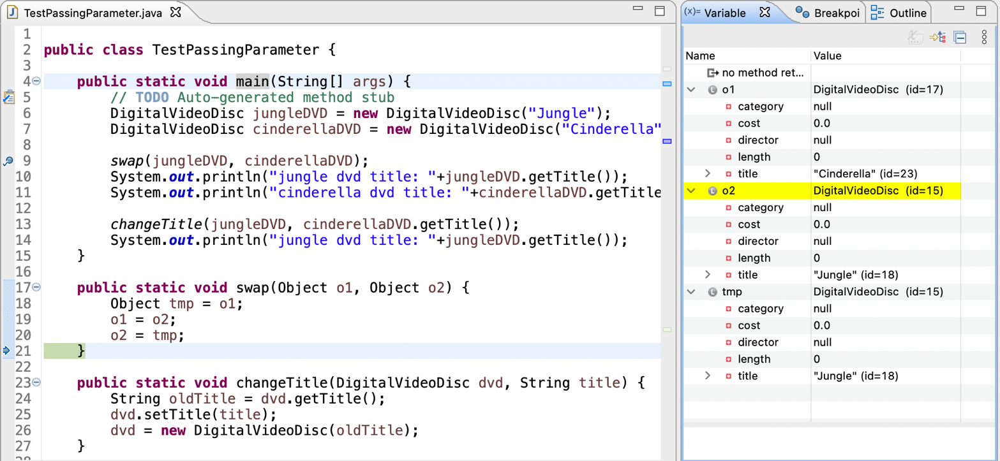 TestPassingParameter.java
1
2 public class TestPassingParameter {
3
4 public static void main(String[] args) {
5 // TODO Auto-generated method stub
6 DigitalVideoDisc jungleDVD = new DigitalVideoDisc("Jungle");
7 DigitalVideoDisc cinderellaDVD = new DigitalVideoDisc("Cinderella"
8
9 swap(jungleDVD, cinderellaDVD);
10 System.out.println("jungle dvd title: "+jungleDVD.getTitle());
11 System.out.println("cinderella dvd title: "+cinderellaDVD.getTitle
12
13 changeTitle(jungleDVD, cinderellaDVD.getTitle());
14 System.out.println("jungle dvd title: "+jungleDVD.getTitle());
15 }
16
17 public static void swap(Object o1, Object o2) {
18 Object tmp = o1;
19 o1 = o2;
20 o2 = tmp;
21 }
22
23 public static void changeTitle(DigitalVideoDisc dvd, String title) {
24 String oldTitle = dvd.getTitle();
25 dvd.setTitle(title);
26 dvd = new DigitalVideoDisc(oldTitle);
27 }
(x)= Variable Breakpoi Outline
Name Value
no method ret...
o1 DigitalVideoDisc (id=17)
category null
cost 0.0
director null
length 0
title "Cinderella" (id=23)
o2 DigitalVideoDisc (id=15)
category null
cost 0.0
director null
length 0
title "Jungle" (id=18)
tmp DigitalVideoDisc (id=15)
category null
cost 0.0
director null
length 0
title "Jungle" (id=18)